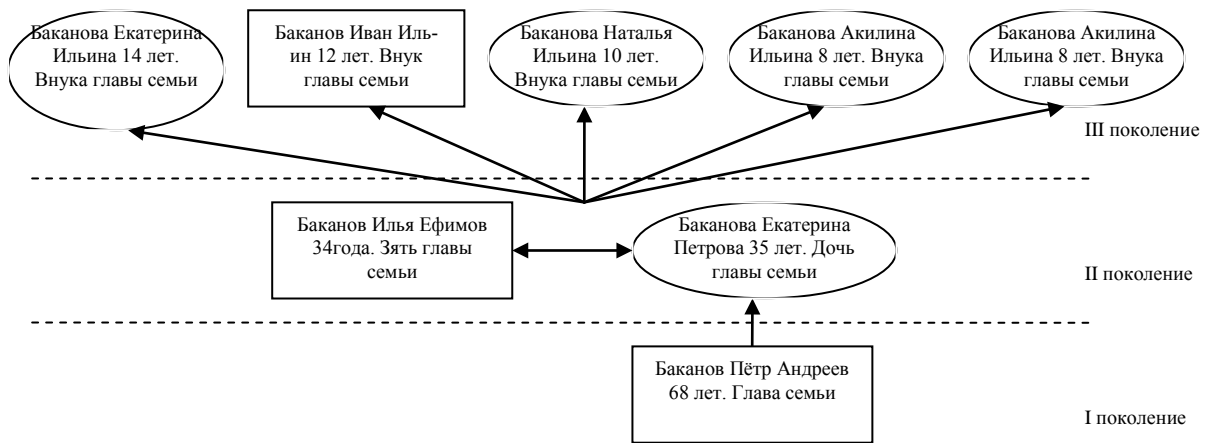 Баканова Екатерина
Ильина 14 лет.
Внука главы семьи
Баканов Иван Иль-
ин 12 лет. Внук
главы семьи
Баканова Наталья
Ильина 10 лет.
Внука главы семьи
Баканова Акилина
Ильина 8 лет. Внука
главы семьи
Баканова Акилина
Ильина 8 лет. Внука
главы семьи
III поколение
Баканов Илья Ефимов
34года. Зять главы
семьи
Баканова Екатерина
Петрова 35 лет. Дочь
главы семьи
II поколение
Баканов Пётр Андреев
68 лет. Глава семьи
I поколение